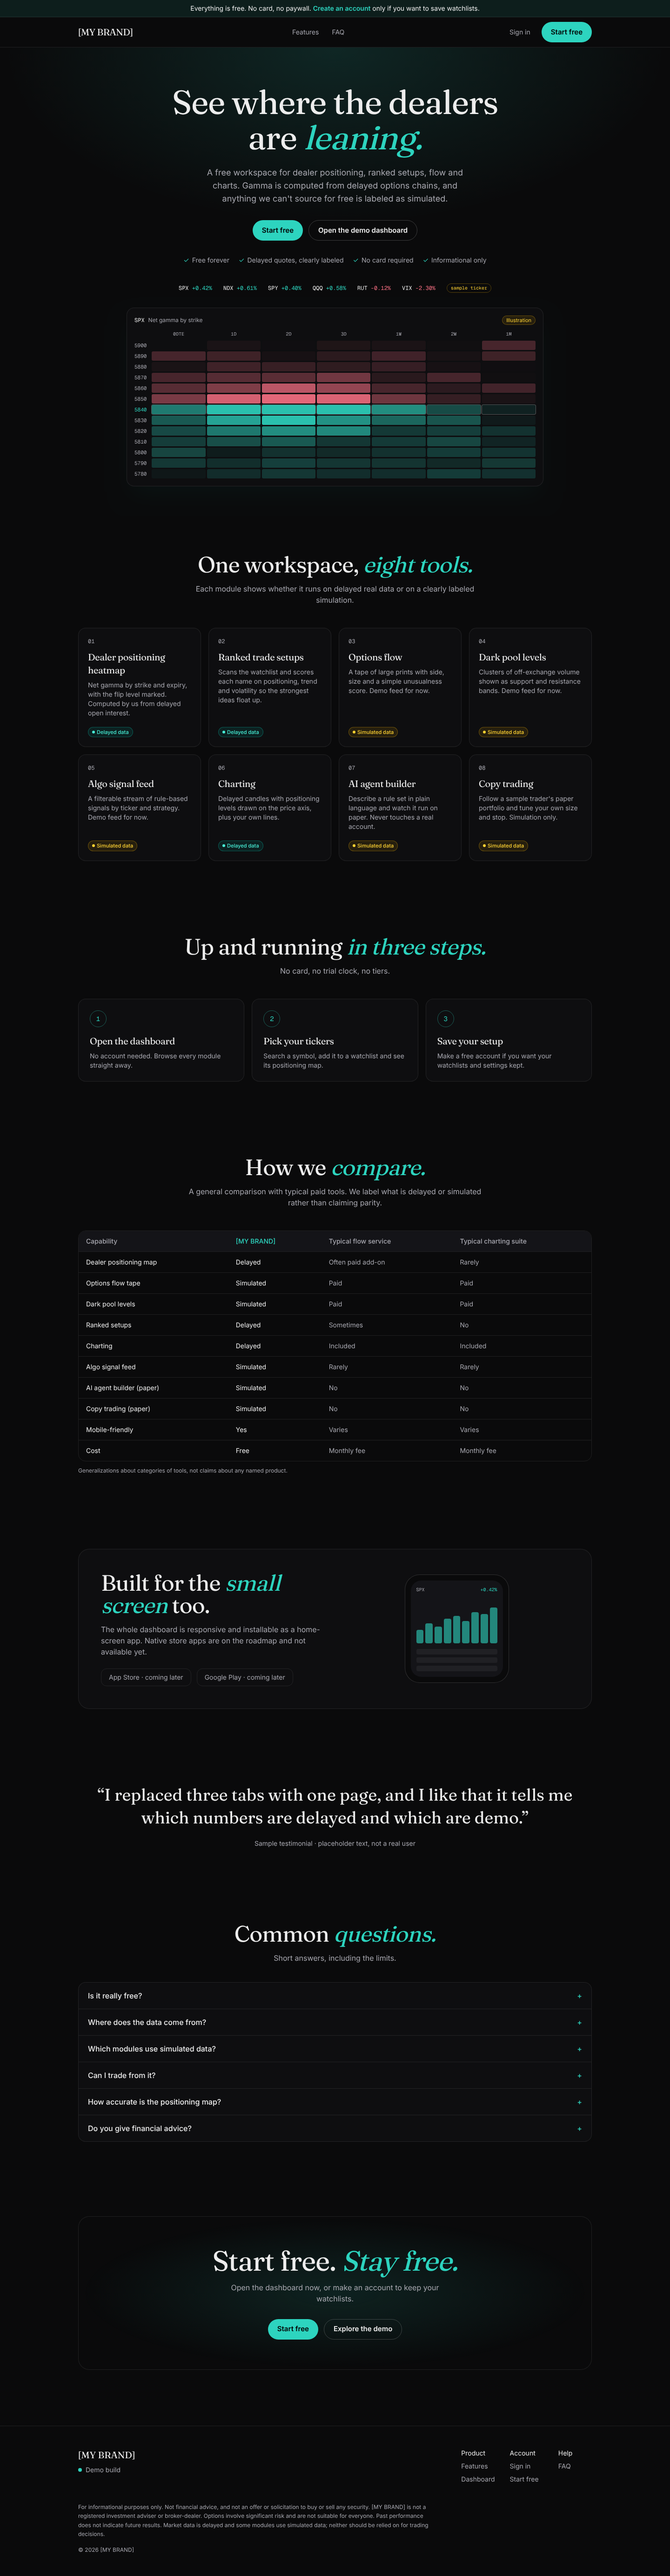 Everything is free. No card, no paywall. Create an account only if you want to save watchlists.
[MY BRAND]
Features
FAQ
Sign in
Start free
See where the dealers
are leaning.
A free workspace for dealer positioning, ranked setups, flow and
charts. Gamma is computed from delayed options chains, and
anything we can't source for free is labeled as simulated.
Start free
Open the demo dashboard
✓ Free forever
✓ Delayed quotes, clearly labeled
✓ No card required
✓ Informational only
SPX +0.42%
NDX +0.61%
SPY +0.40%
QQQ +0.58%
RUT -0.12%
VIX -2.30%
sample ticker
SPX Net gamma by strike
illustration
0DTE 1D 2D 3D 1W 2W 1M
5900
5890
5880
5870
5860
5850
5840
5830
5820
5810
5800
5790
5780
One workspace, eight tools.
Each module shows whether it runs on delayed real data or on a clearly labeled
simulation.
01
Dealer positioning
heatmap
Net gamma by strike and expiry,
with the flip level marked.
Computed by us from delayed
open interest.
Delayed data
02
Ranked trade setups
Scans the watchlist and scores
each name on positioning, trend
and volatility so the strongest
ideas float up.
Delayed data
03
Options flow
A tape of large prints with side,
size and a simple unusualness
score. Demo feed for now.
Simulated data
04
Dark pool levels
Clusters of off-exchange volume
shown as support and resistance
bands. Demo feed for now.
Simulated data
05
Algo signal feed
A filterable stream of rule-based
signals by ticker and strategy.
Demo feed for now.
Simulated data
06
Charting
Delayed candles with positioning
levels drawn on the price axis,
plus your own lines.
Delayed data
07
AI agent builder
Describe a rule set in plain
language and watch it run on
paper. Never touches a real
account.
Simulated data
08
Copy trading
Follow a sample trader's paper
portfolio and tune your own size
and stop. Simulation only.
Simulated data
Up and running in three steps.
No card, no trial clock, no tiers.
1
Open the dashboard
No account needed. Browse every module
straight away.
2
Pick your tickers
Search a symbol, add it to a watchlist and see
its positioning map.
3
Save your setup
Make a free account if you want your
watchlists and settings kept.
How we compare.
A general comparison with typical paid tools. We label what is delayed or simulated
rather than claiming parity.
Capability [MY BRAND] Typical flow service Typical charting suite
Dealer positioning map Delayed Often paid add-on Rarely
Options flow tape Simulated Paid Paid
Dark pool levels Simulated Paid Paid
Ranked setups Delayed Sometimes No
Charting Delayed Included Included
Algo signal feed Simulated Rarely Rarely
AI agent builder (paper) Simulated No No
Copy trading (paper) Simulated No No
Mobile-friendly Yes Varies Varies
Cost Free Monthly fee Monthly fee
Generalizations about categories of tools, not claims about any named product.
Built for the small
screen too.
The whole dashboard is responsive and installable as a home-
screen app. Native store apps are on the roadmap and not
available yet.
App Store · coming later
Google Play · coming later
SPX +0.42%
“I replaced three tabs with one page, and I like that it tells me
which numbers are delayed and which are demo.”
Sample testimonial · placeholder text, not a real user
Common questions.
Short answers, including the limits.
Is it really free? +
Where does the data come from? +
Which modules use simulated data? +
Can I trade from it? +
How accurate is the positioning map? +
Do you give financial advice? +
Start free. Stay free.
Open the dashboard now, or make an account to keep your
watchlists.
Start free
Explore the demo
[MY BRAND]
Demo build
Product
Features
Dashboard
Account
Sign in
Start free
Help
FAQ
For informational purposes only. Not financial advice, and not an offer or solicitation to buy or sell any security. [MY BRAND] is not a
registered investment advisor or broker-dealer. Options involve significant risk and are not suitable for everyone. Past performance
does not indicate future results. Market data is delayed and some modules use simulated data; neither should be relied on for trading
decisions.
© 2026 [MY BRAND]